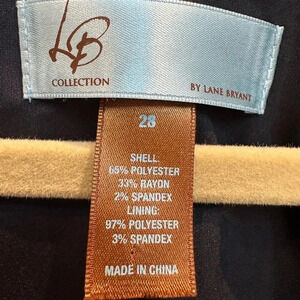 LB
COLLECTION
BY LANE BRYANT
28
SHELL:
65% POLYESTER
33% RAYON
2% SPANDEX
LINING:
97% POLYESTER
3% SPANDEX
MADE IN CHINA